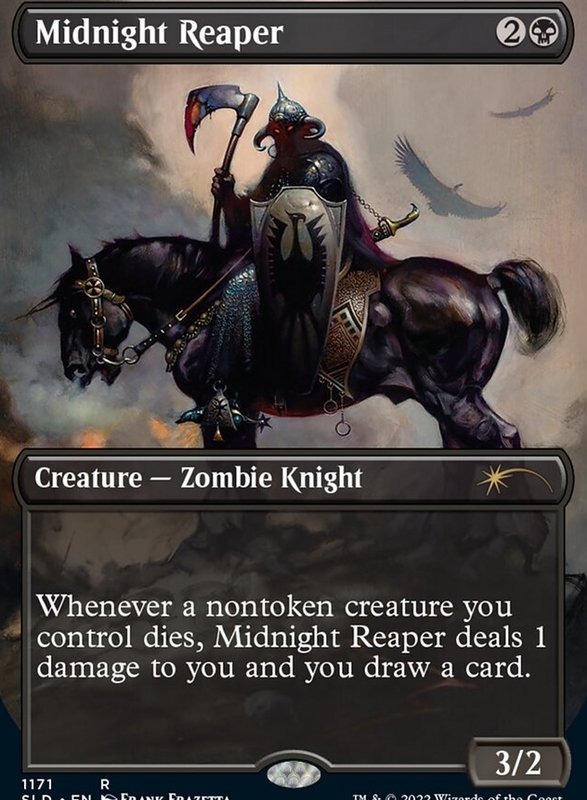 Midnight Reaper 2
Creature — Zombie Knight
Whenever a nontoken creature you
control dies, Midnight Reaper deals 1
damage to you and you draw a card.
3/2
1171 R
SLD • EN FRANK FRAZETTA ™ & © 2022 Wizards of the Coast